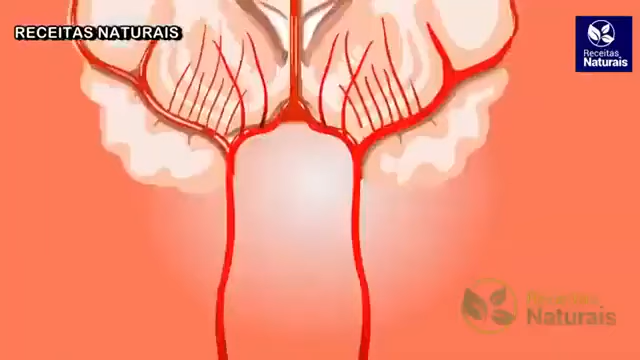 RECEITAS NATURAIS
Receitas
Naturais
Receitas
Naturais